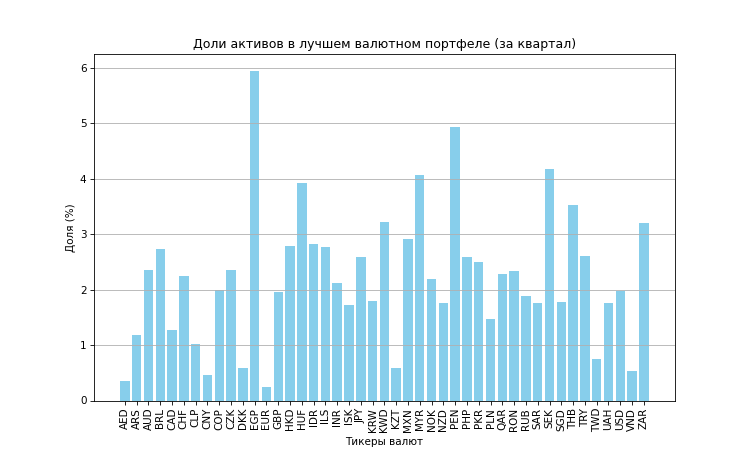 Доли активов в лучшем валютном портфеле (за квартал)
Доля (%)
6
5
4
3
2
1
0
AED ARS AUD BRL CAD CHF CLP CNY COP CZK DKK EGP EUR GBP HKD HUF IDR ILS INR ISK JPY KRW KWD KZT MXN MYR NOK NZD PEN PHP PKR PLN QAR RON RUB SAR SEK SGD THB TRY TWD UAH USD VND ZAR
Тикеры валют